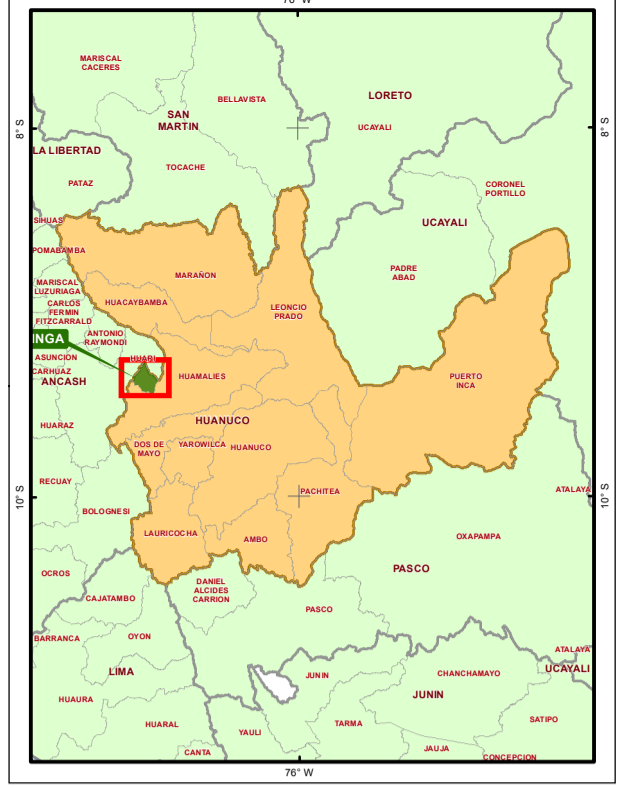 76° W
MARISCAL
CACERES
BELLAVISTA
LORETO
SAN
MARTIN
UCAYALI
8° S
8° S
LA LIBERTAD
TOCACHE
PATAZ
CORONEL
PORTILLO
SIHUAS
UCAYALI
POMABAMBA
PADRE
ABAD
MARAÑON
MARISCAL
LUZURIAGA
HUACAYBAMBA
LEONCIO
PRADO
CARLOS
FERMIN
FITZCARRALD
ANTONIO
RAYMONDI
INGA
ASUNCION
HUARI
CARHUAZ
ANCASH
HUAMALIES
PUERTO
INCA
HUARAZ
HUANUCO
DOS DE
MAYO
YAROWILCA
HUANUCO
RECUAY
PACHITEA
ATALAYA
10° S
10° S
BOLOGNESI
LAURICOCHA
AMBO
OXAPAMPA
PASCO
OCROS
DANIEL
ALCIDES
CARRION
CAJATAMBO
PASCO
BARRANCA
OYON
ATALAYA
UCAYALI
LIMA
JUNIN
CHANCHAMAYO
JUNIN
HUAURA
HUARAL
YAULI
TARMA
SATIPO
CANTA
JAUJA
CONCEPCION
76° W